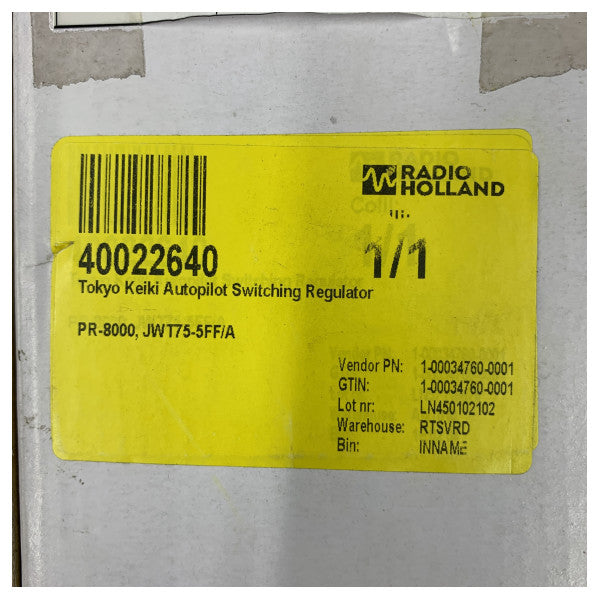 RADIO
HOLLAND
40022640
1/1
Tokyo Keiki Autopilot Switching Regulator
PR-8000, JWT75-5FF/A
Vendor PN: 1-00034760-0001
GTIN: 1-00034760-0001
Lot nr: LN450102102
Warehouse: RTSVRD
Bin: INNAME